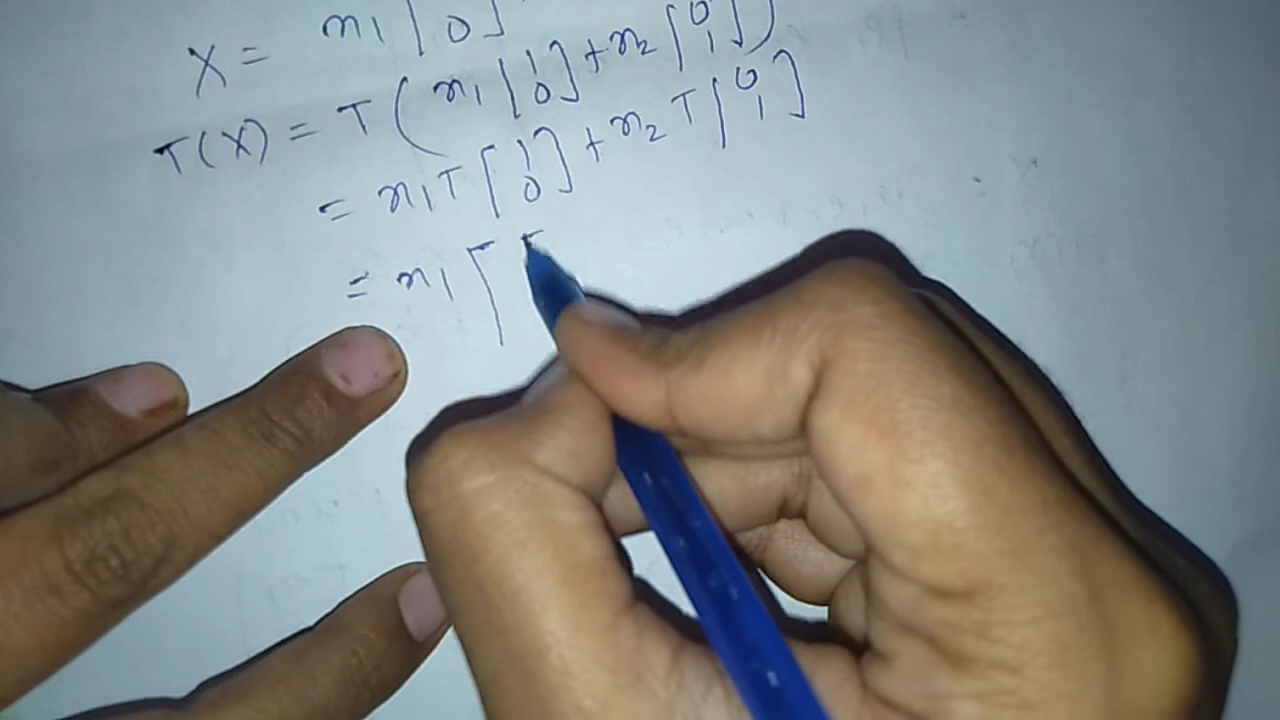 X = x₁ [ 0 ]
T(X) = T ( x₁ [ 1 0 ] + x₂ [ 0 1 ] )
= x₁ T [ 1 0 ] + x₂ T [ 0 1 ]
= x₁ [